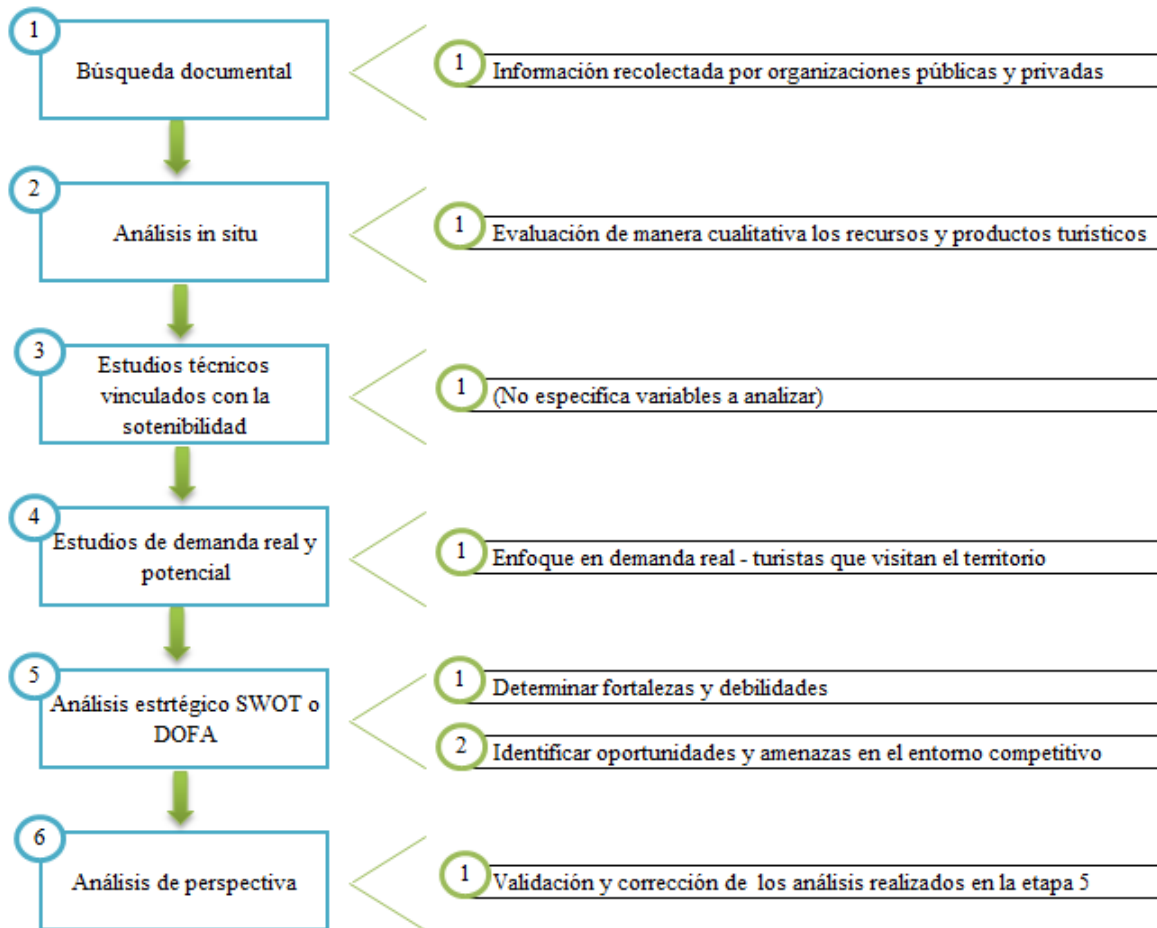 1
Búsqueda documental
1
Información recolectada por organizaciones públicas y privadas
2
Análisis in situ
1
Evaluación de manera cualitativa los recursos y productos turísticos
3
Estudios técnicos
vinculados con la
sotenibilidad
1
(No especifica variables a analizar)
4
Estudios de demanda real y
potencial
1
Enfoque en demanda real - turistas que visitan el territorio
5
Análisis estrtégico SWOT o
DOFA
1
Determinar fortalezas y debilidades
2
Identificar oportunidades y amenazas en el entorno competitivo
6
Análisis de perspectiva
1
Validación y corrección de los análisis realizados en la etapa 5